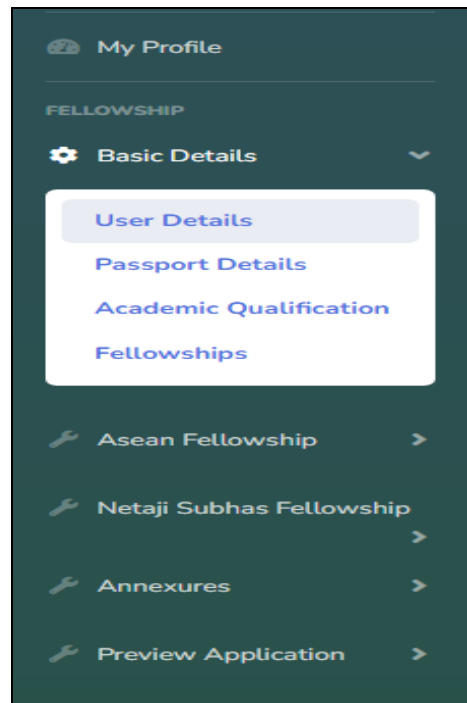 My Profile
FELLOWSHIP
Basic Details
User Details
Passport Details
Academic Qualification
Fellowships
Asean Fellowship
Netaji Subhas Fellowship
Annexures
Preview Application